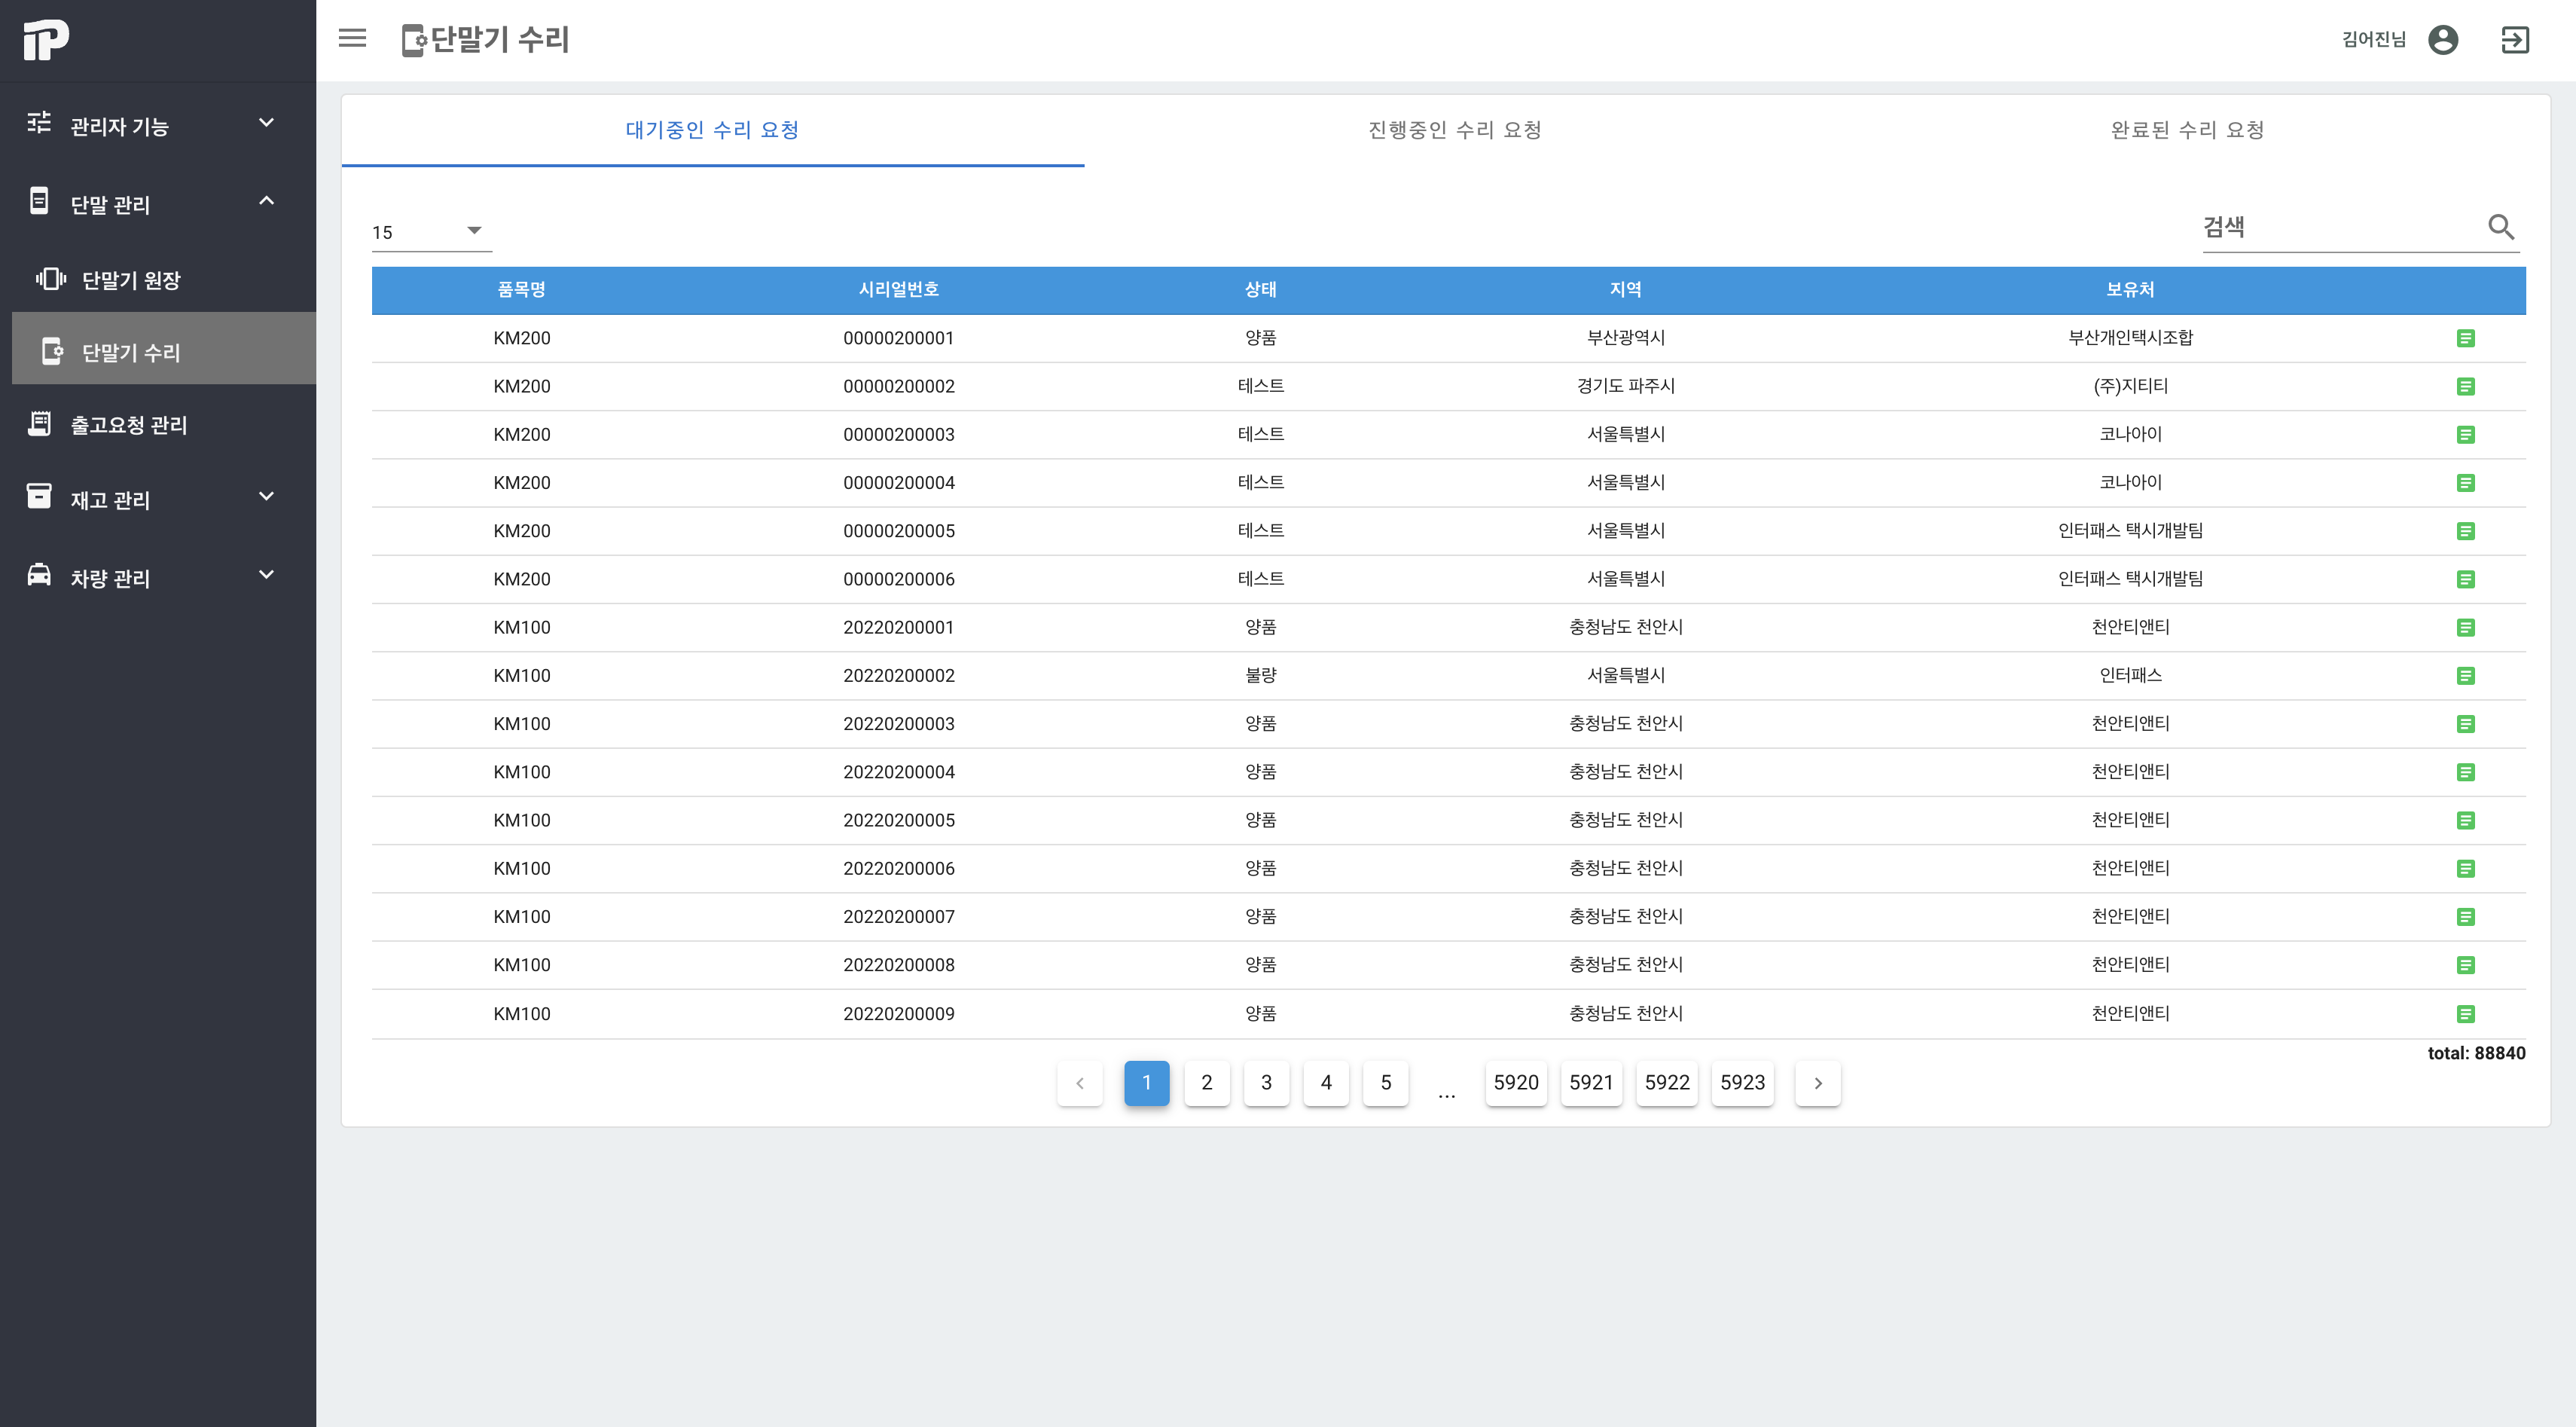 IP
단말기 수리
김어진님
관리자 기능
단말 관리
단말기 원장
단말기 수리
출고요청 관리
재고 관리
차량 관리
대기중인 수리 요청 진행중인 수리 요청 완료된 수리 요청
15 검색
품목명 시리얼번호 상태 지역 보유처
KM200 00000200001 양품 부산광역시 부산개인택시조합
KM200 00000200002 테스트 경기도 파주시 (주)지티티
KM200 00000200003 테스트 서울특별시 코나아이
KM200 00000200004 테스트 서울특별시 코나아이
KM200 00000200005 테스트 서울특별시 인터패스 택시개발팀
KM200 00000200006 테스트 서울특별시 인터패스 택시개발팀
KM100 20220200001 양품 충청남도 천안시 천안티앤티
KM100 20220200002 불량 서울특별시 인터패스
KM100 20220200003 양품 충청남도 천안시 천안티앤티
KM100 20220200004 양품 충청남도 천안시 천안티앤티
KM100 20220200005 양품 충청남도 천안시 천안티앤티
KM100 20220200006 양품 충청남도 천안시 천안티앤티
KM100 20220200007 양품 충청남도 천안시 천안티앤티
KM100 20220200008 양품 충청남도 천안시 천안티앤티
KM100 20220200009 양품 충청남도 천안시 천안티앤티
total: 88840
1 2 3 4 5 ... 5920 5921 5922 5923